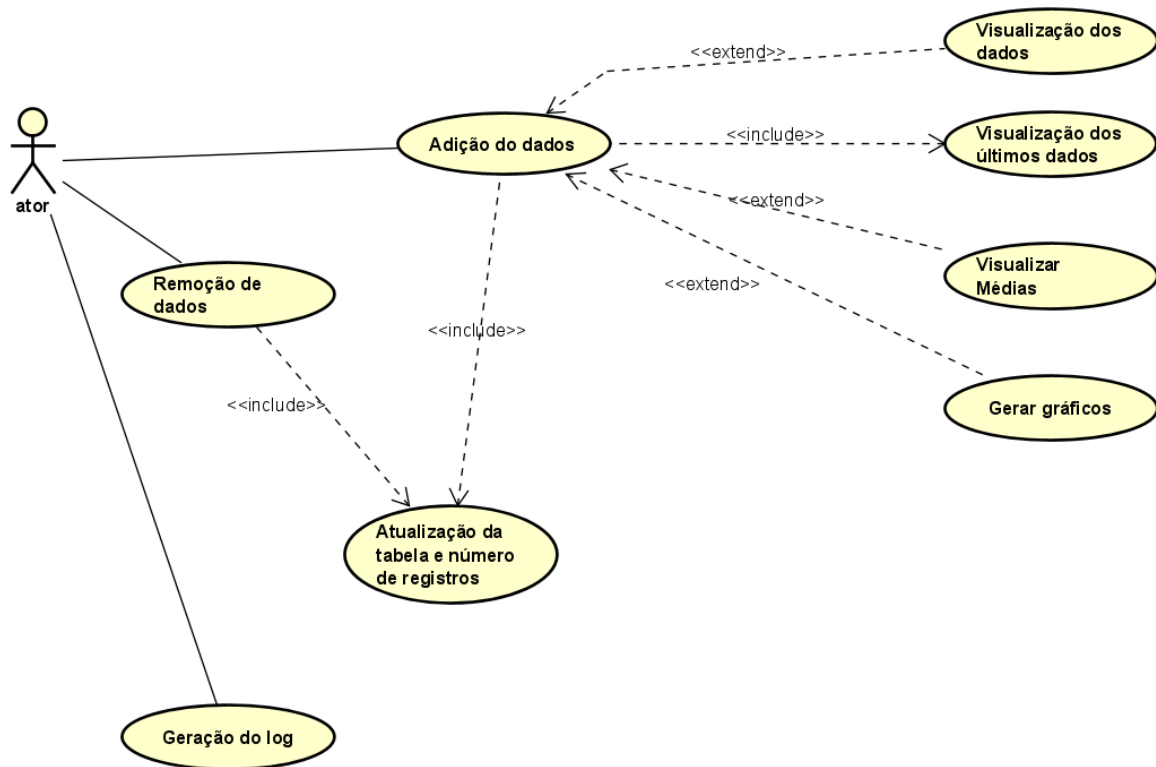 Visualização dos
dados
<<extend>>
Adição do dados
<<include>>
Visualização dos
últimos dados
ator
<<extend>>
Visualizar
Médias
Remoção de
dados
<<extend>>
<<include>>
<<include>>
Gerar gráficos
Atualização da
tabela e número
de registros
Geração do log